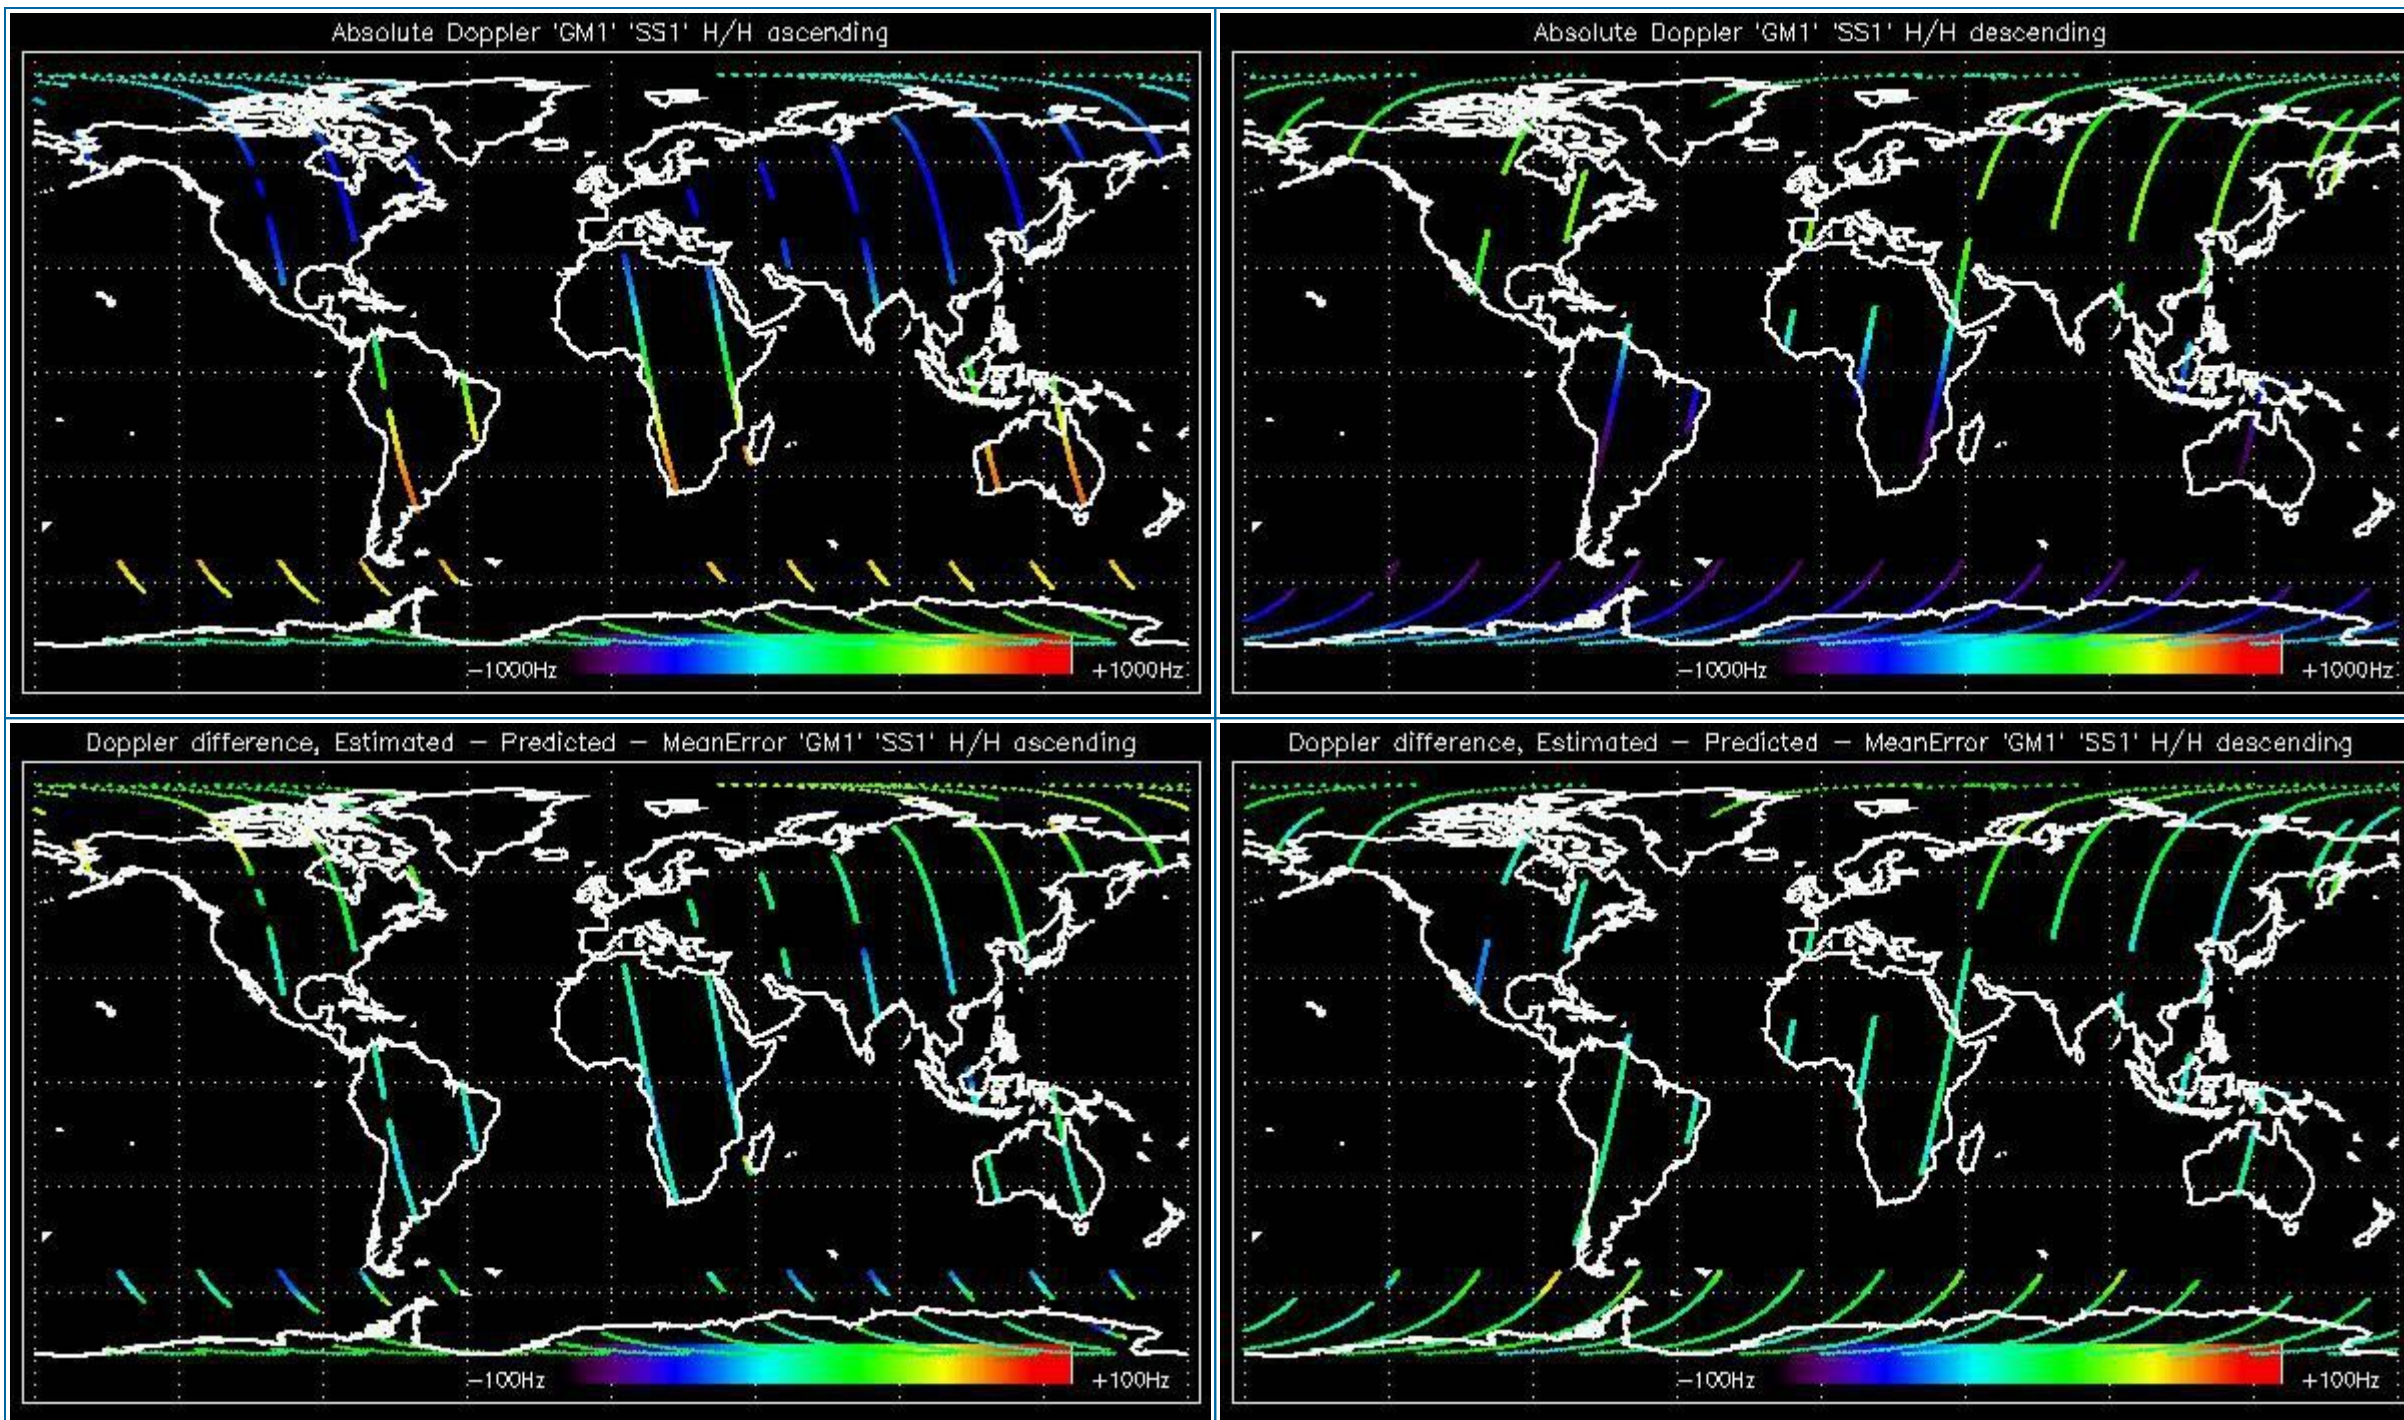 Absolute Doppler 'GM1' 'SS1' H/H ascending
−1000Hz
+1000Hz
Absolute Doppler 'GM1' 'SS1' H/H descending
−1000Hz
+1000Hz
Doppler difference, Estimated − Predicted − MeanError 'GM1' 'SS1' H/H ascending
−100Hz
+100Hz
Doppler difference, Estimated − Predicted − MeanError 'GM1' 'SS1' H/H descending
−100Hz
+100Hz